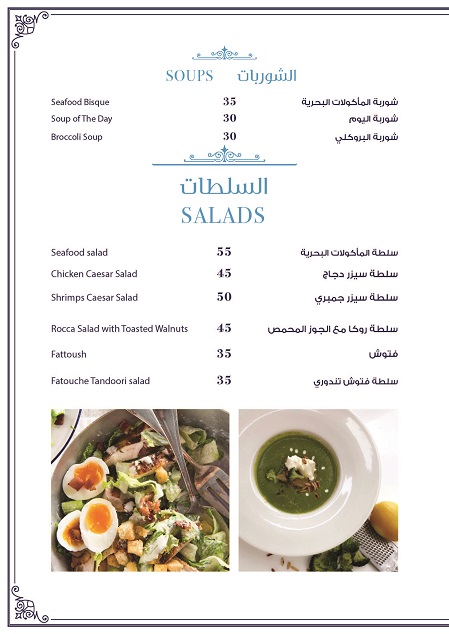 SOUPS الشوربات
Seafood Bisque 35 شوربة المأكولات البحرية
Soup of The Day 30 شوربة اليوم
Broccoli Soup 30 شوربة البروكلي
السلطات
SALADS
Seafood salad 55 سلطة المأكولات البحرية
Chicken Caesar Salad 45 سلطة سيزر دجاج
Shrimps Caesar Salad 50 سلطة سيزر جمبري
Rocca Salad with Toasted Walnuts 45 سلطة روكا مع الجوز المحمص
Fattoush 35 فتوش
Fatouche Tandoori salad 35 سلطة فتوش تندوري